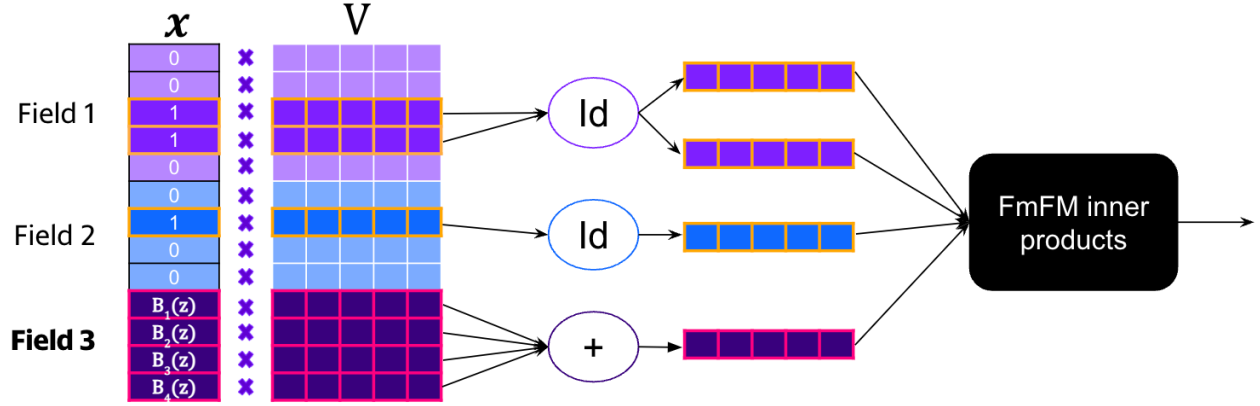 x V
0
0
Field 1 1 Id
1
0
0
Field 2 1 Id FmFM inner
0 products
0
B₁(z)
Field 3 B₂(z) +
B₃(z)
B₄(z)